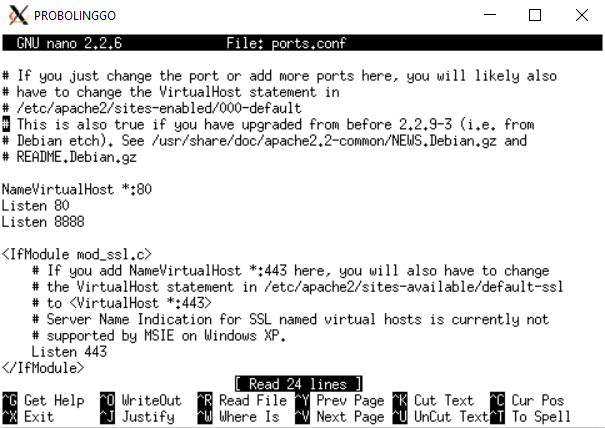 PROBOLINGGO
GNU nano 2.2.6 File: ports.conf
# If you just change the port or add more ports here, you will likely also
# have to change the VirtualHost statement in
# /etc/apache2/sites-enabled/000-default
# This is also true if you have upgraded from before 2.2.9-3 (i.e. from
# Debian etch). See /usr/share/doc/apache2.2-common/NEWS.Debian.gz and
# README.Debian.gz
NameVirtualHost *:80
Listen 80
Listen 8888
<IfModule mod_ssl.c>
# If you add NameVirtualHost *:443 here, you will also have to change
# the VirtualHost statement in /etc/apache2/sites-available/default-ssl
# to <VirtualHost *:443>
# Server Name Indication for SSL named virtual hosts is currently not
# supported by MSIE on Windows XP.
Listen 443
</IfModule>
[ Read 24 lines ]
^G Get Help ^O WriteOut ^R Read File ^Y Prev Page ^K Cut Text ^C Cur Pos
^X Exit ^J Justify ^W Where Is ^V Next Page ^U UnCut Text ^T To Spell